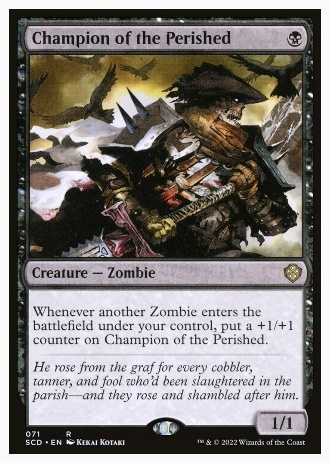 Champion of the Perished
Creature — Zombie
Whenever another Zombie enters the
battlefield under your control, put a +1/+1
counter on Champion of the Perished.
He rose from the graf for every cobbler,
tanner, and fool who'd been slaughtered in the
parish—and they rose and shambled after him.
1/1
071 R
SCD • EN KEKAI KOTAKI
™ & © 2022 Wizards of the Coast